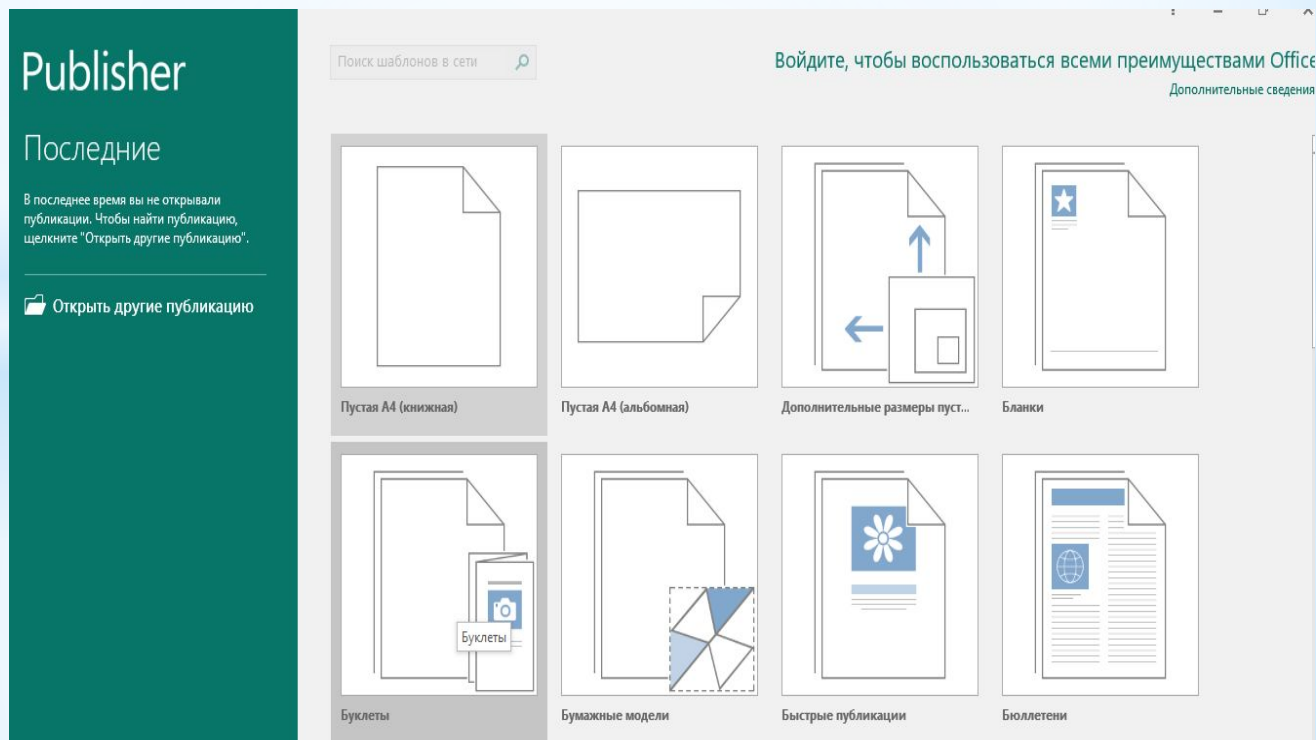 Publisher
Поиск шаблонов в сети
Войдите, чтобы воспользоваться всеми преимуществами Office
Дополнительные сведения
Последние
В последнее время вы не открывали
публикации. Чтобы найти публикацию,
щелкните "Открыть другие публикацию".
Открыть другие публикацию
Пустая А4 (книжная)
Пустая А4 (альбомная)
Дополнительные размеры пуст...
Бланки
Буклеты
Буклеты
Бумажные модели
Быстрые публикации
Бюллетени